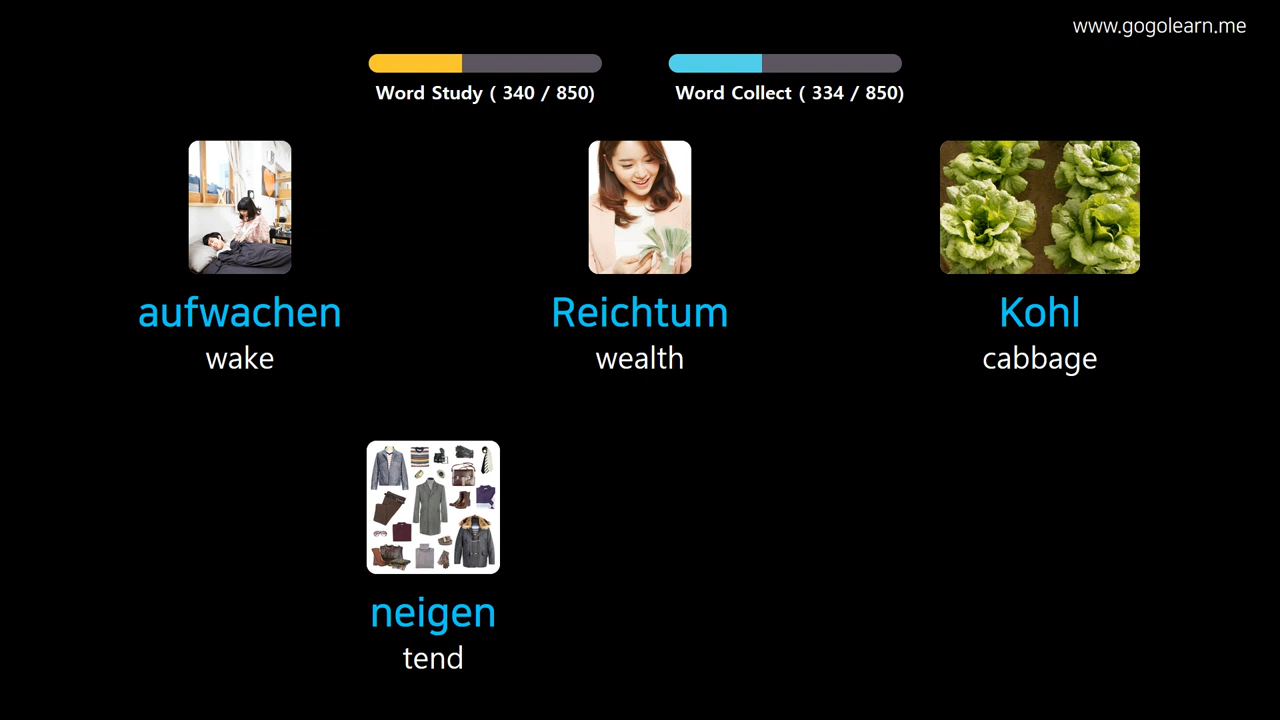 www.gogolearn.me
Word Study ( 340 / 850)
Word Collect ( 334 / 850)
aufwachen
wake
Reichtum
wealth
Kohl
cabbage
neigen
tend